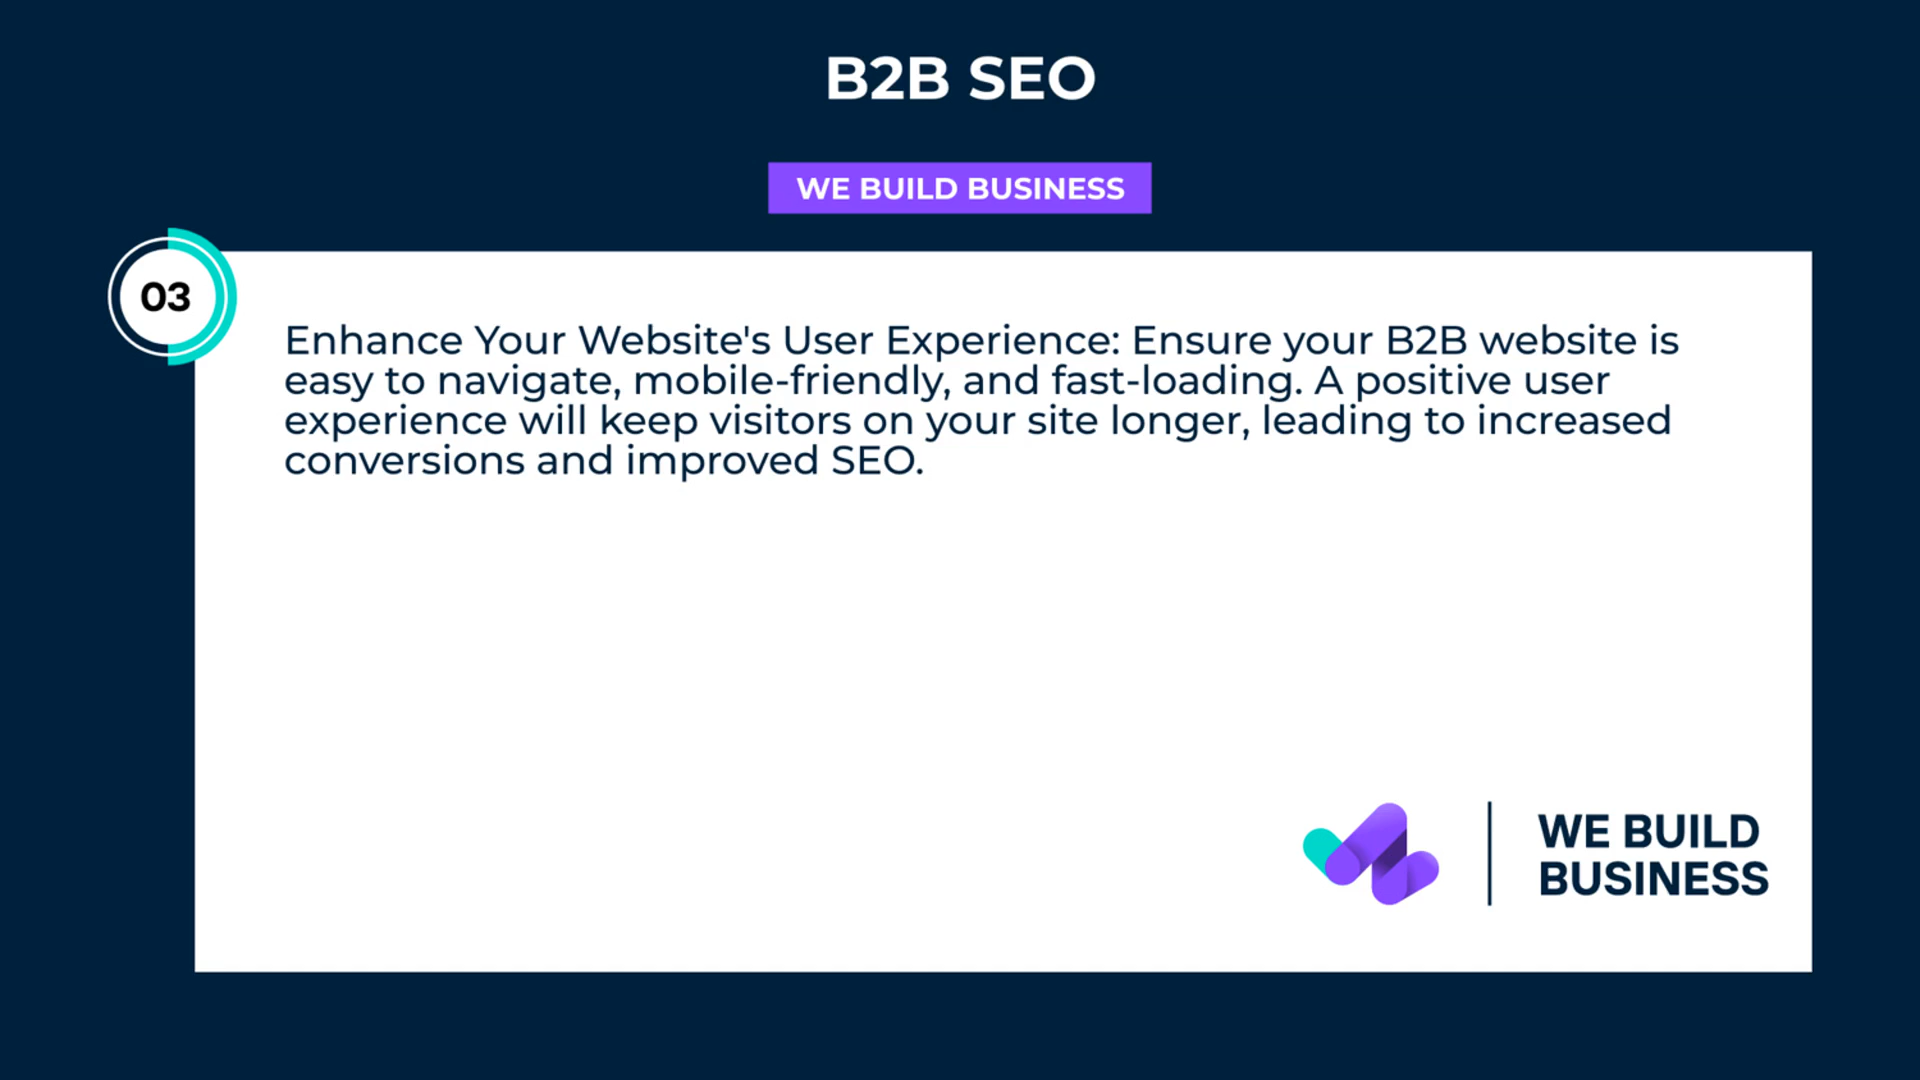 B2B SEO
WE BUILD BUSINESS
03
Enhance Your Website's User Experience: Ensure your B2B website is
easy to navigate, mobile-friendly, and fast-loading. A positive user
experience will keep visitors on your site longer, leading to increased
conversions and improved SEO.
WE BUILD
BUSINESS